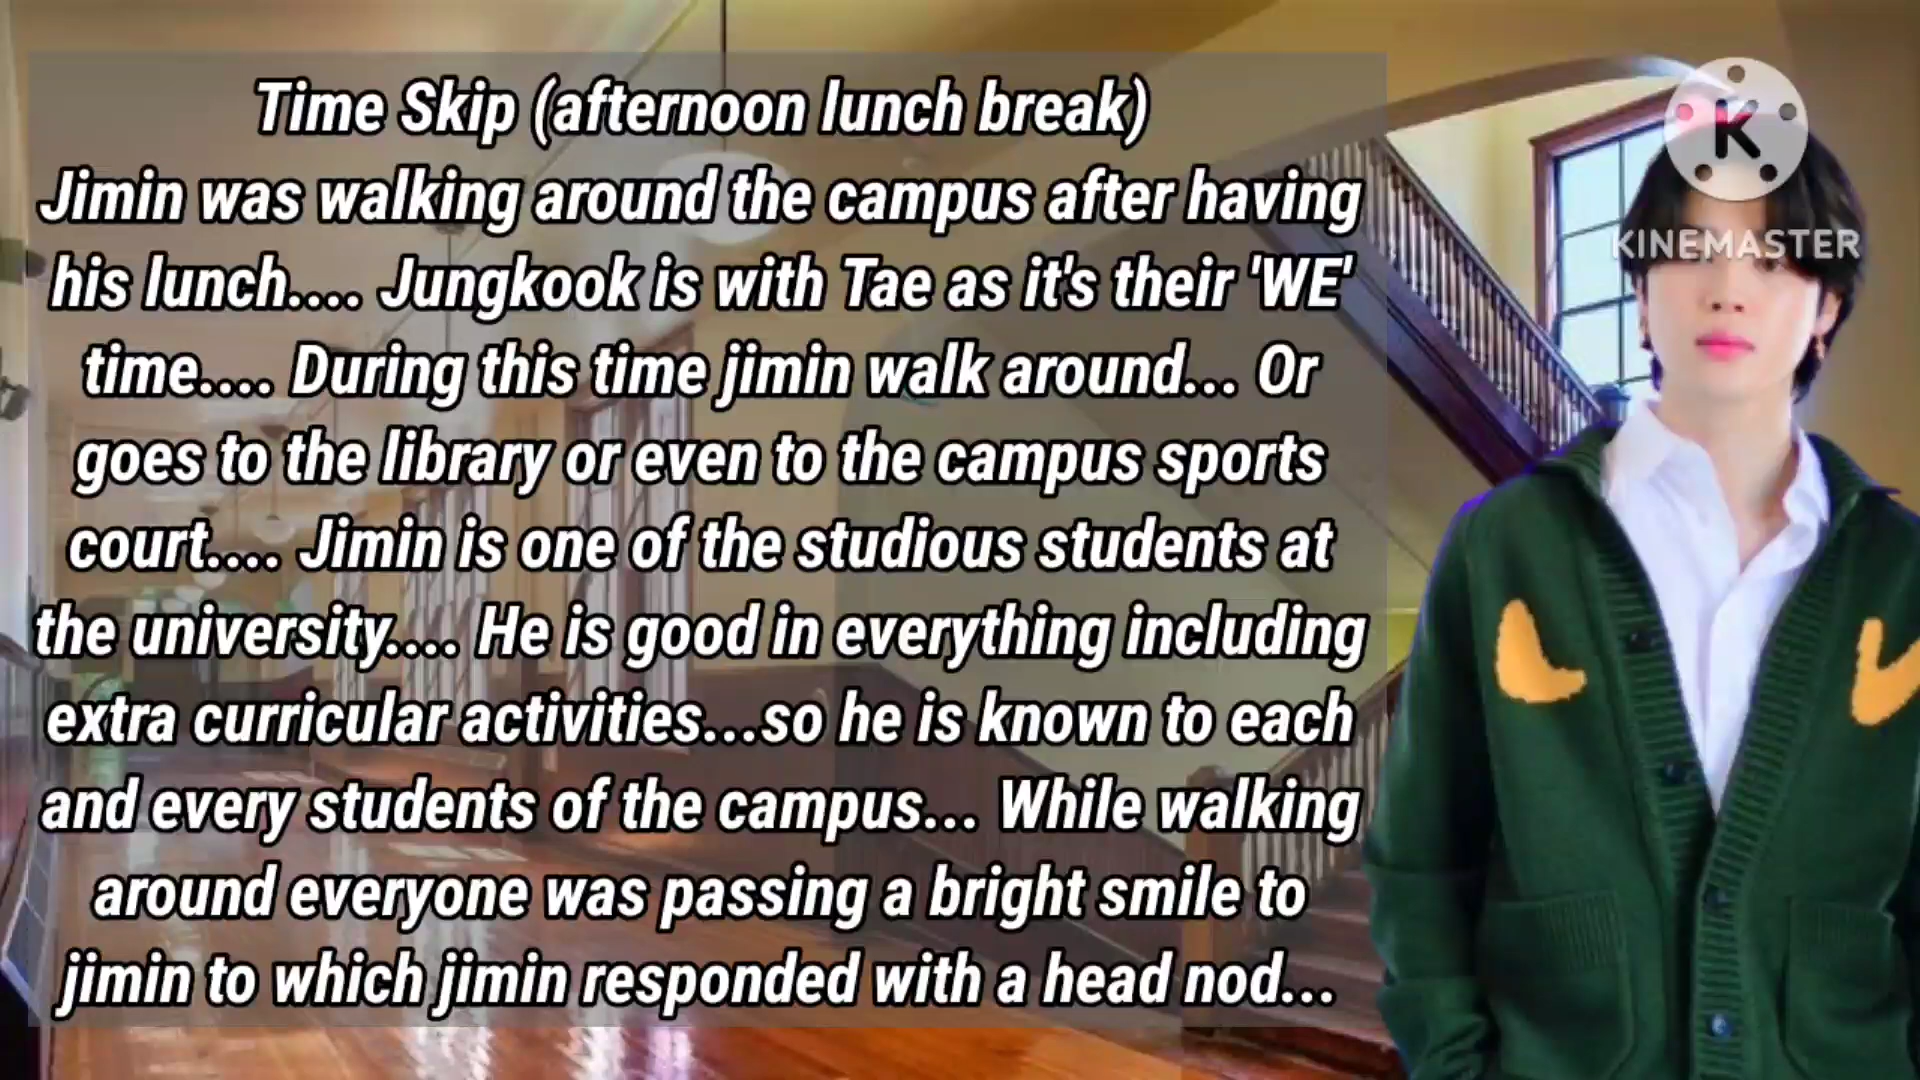 Time Skip (afternoon lunch break)
Jimin was walking around the campus after having
his lunch.... Jungkook is with Tae as it's their 'WE'
time.... During this time jimin walk around... Or
goes to the library or even to the campus sports
court.... Jimin is one of the studious students at
the university.... He is good in everything including
extra curricular activities...so he is known to each
and every students of the campus... While walking
around everyone was passing a bright smile to
jimin to which jimin responded with a head nod...
K
KINEMASTER